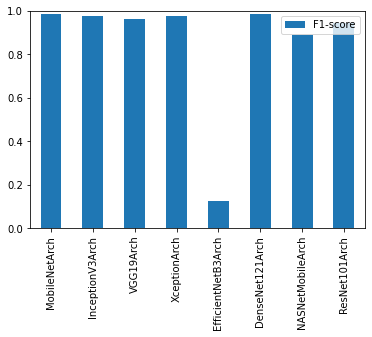 F1-score
1.0
0.8
0.6
0.4
0.2
0.0
MobileNetArch
InceptionV3Arch
VGG19Arch
XceptionArch
EfficientNetB3Arch
DenseNet121Arch
NASNetMobileArch
ResNet101Arch